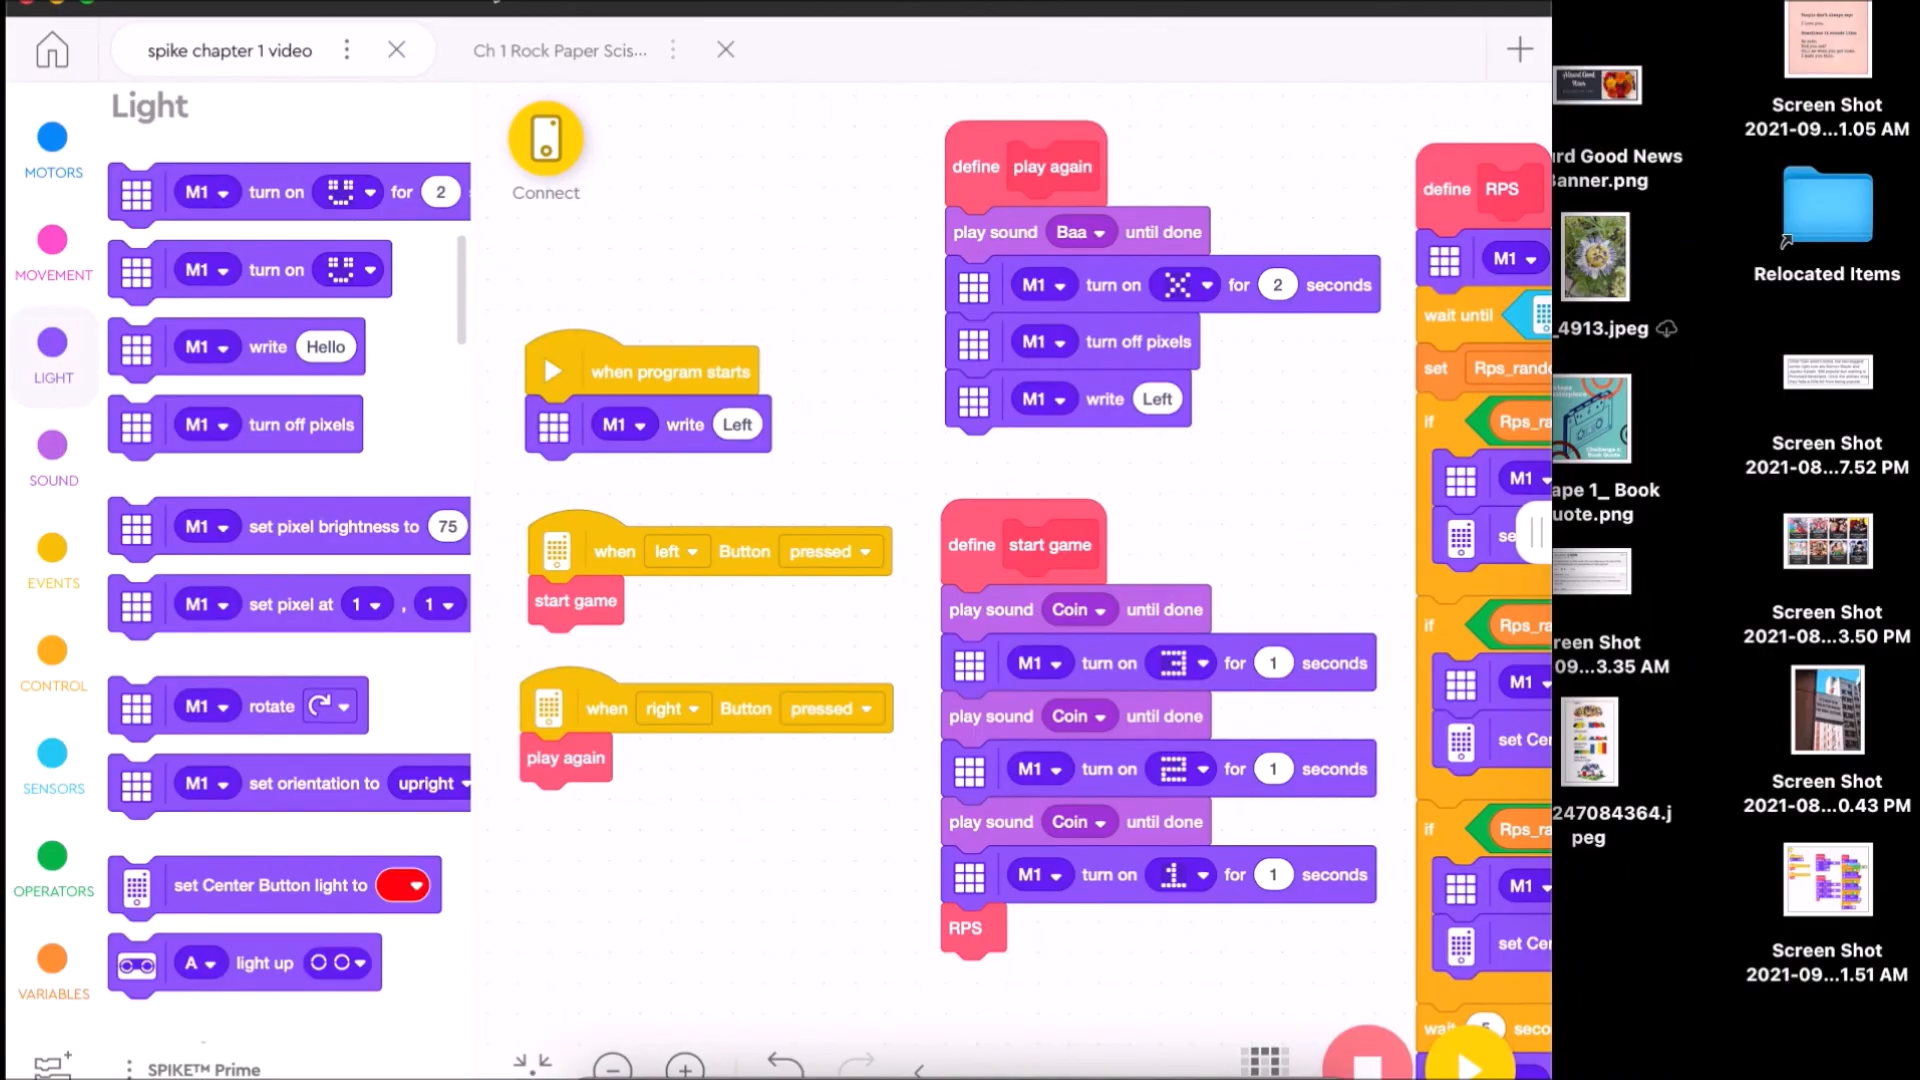 spike chapter 1 video
Ch 1 Rock Paper Scis...
Light
MOTORS
MOVEMENT
LIGHT
SOUND
EVENTS
CONTROL
SENSORS
OPERATORS
VARIABLES
M1 turn on for 2
M1 turn on
M1 write Hello
M1 turn off pixels
M1 set pixel brightness to 75
M1 set pixel at 1 , 1
M1 rotate
M1 set orientation to upright
set Center Button light to
A light up
SPIKE™ Prime
Connect
when program starts
M1 write Left
when left Button pressed
start game
when right Button pressed
play again
define play again
play sound Baa until done
M1 turn on for 2 seconds
M1 turn off pixels
M1 write Left
define start game
play sound Coin until done
M1 turn on for 1 seconds
play sound Coin until done
M1 turn on for 1 seconds
play sound Coin until done
M1 turn on for 1 seconds
RPS
define RPS
M1
wait until
set Rps_rand
if Rps_ra
M1
se
if Rps_ra
M1
set Ce
if Rps_ra
M1
set Ce
wait 5 seco
rd Good News
anner.png
_4913.jpeg
ape 1_ Book
uote.png
reen Shot
09...3.35 AM
247084364.j
peg
Screen Shot
2021-09...1.05 AM
Relocated Items
Screen Shot
2021-08...7.52 PM
Screen Shot
2021-08...3.50 PM
Screen Shot
2021-08...0.43 PM
Screen Shot
2021-09...1.51 AM